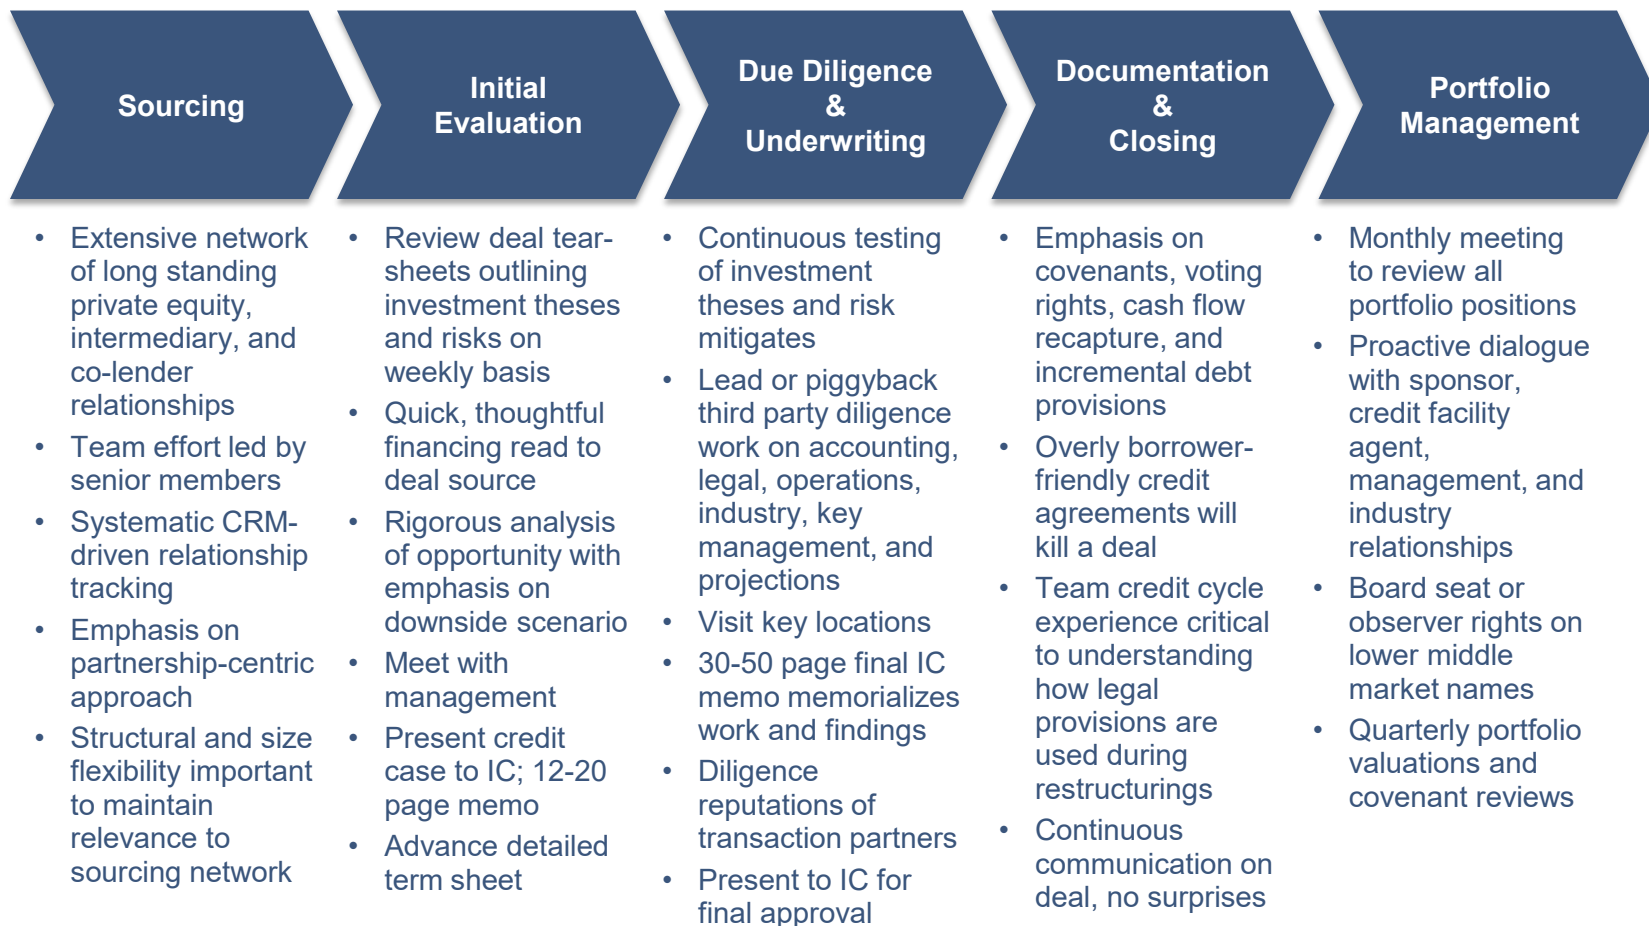 Sourcing
Initial
Evaluation
Due Diligence
&
Underwriting
Documentation
&
Closing
Portfolio
Management
• Extensive network
of long standing
private equity,
intermediary, and
co-lender
relationships
• Team effort led by
senior members
• Systematic CRM-
driven relationship
tracking
• Emphasis on
partnership-centric
approach
• Structural and size
flexibility important
to maintain
relevance to
sourcing network
• Review deal tear-
sheets outlining
investment theses
and risks on
weekly basis
• Quick, thoughtful
financing read to
deal source
• Rigorous analysis
of opportunity with
emphasis on
downside scenario
• Meet with
management
• Present credit
case to IC; 12-20
page memo
• Advance detailed
term sheet
• Continuous testing
of investment
theses and risk
mitigates
• Lead or piggyback
third party diligence
work on accounting,
legal, operations,
industry, key
management, and
projections
• Visit key locations
• 30-50 page final IC
memo memorializes
work and findings
• Diligence
reputations of
transaction partners
• Present to IC for
final approval
• Emphasis on
covenants, voting
rights, cash flow
recapture, and
incremental debt
provisions
• Overly borrower-
friendly credit
agreements will
kill a deal
• Team credit cycle
experience critical
to understanding
how legal
provisions are
used during
restructurings
• Continuous
communication on
deal, no surprises
• Monthly meeting
to review all
portfolio positions
• Proactive dialogue
with sponsor,
credit facility
agent,
management, and
industry
relationships
• Board seat or
observer rights on
lower middle
market names
• Quarterly portfolio
valuations and
covenant reviews